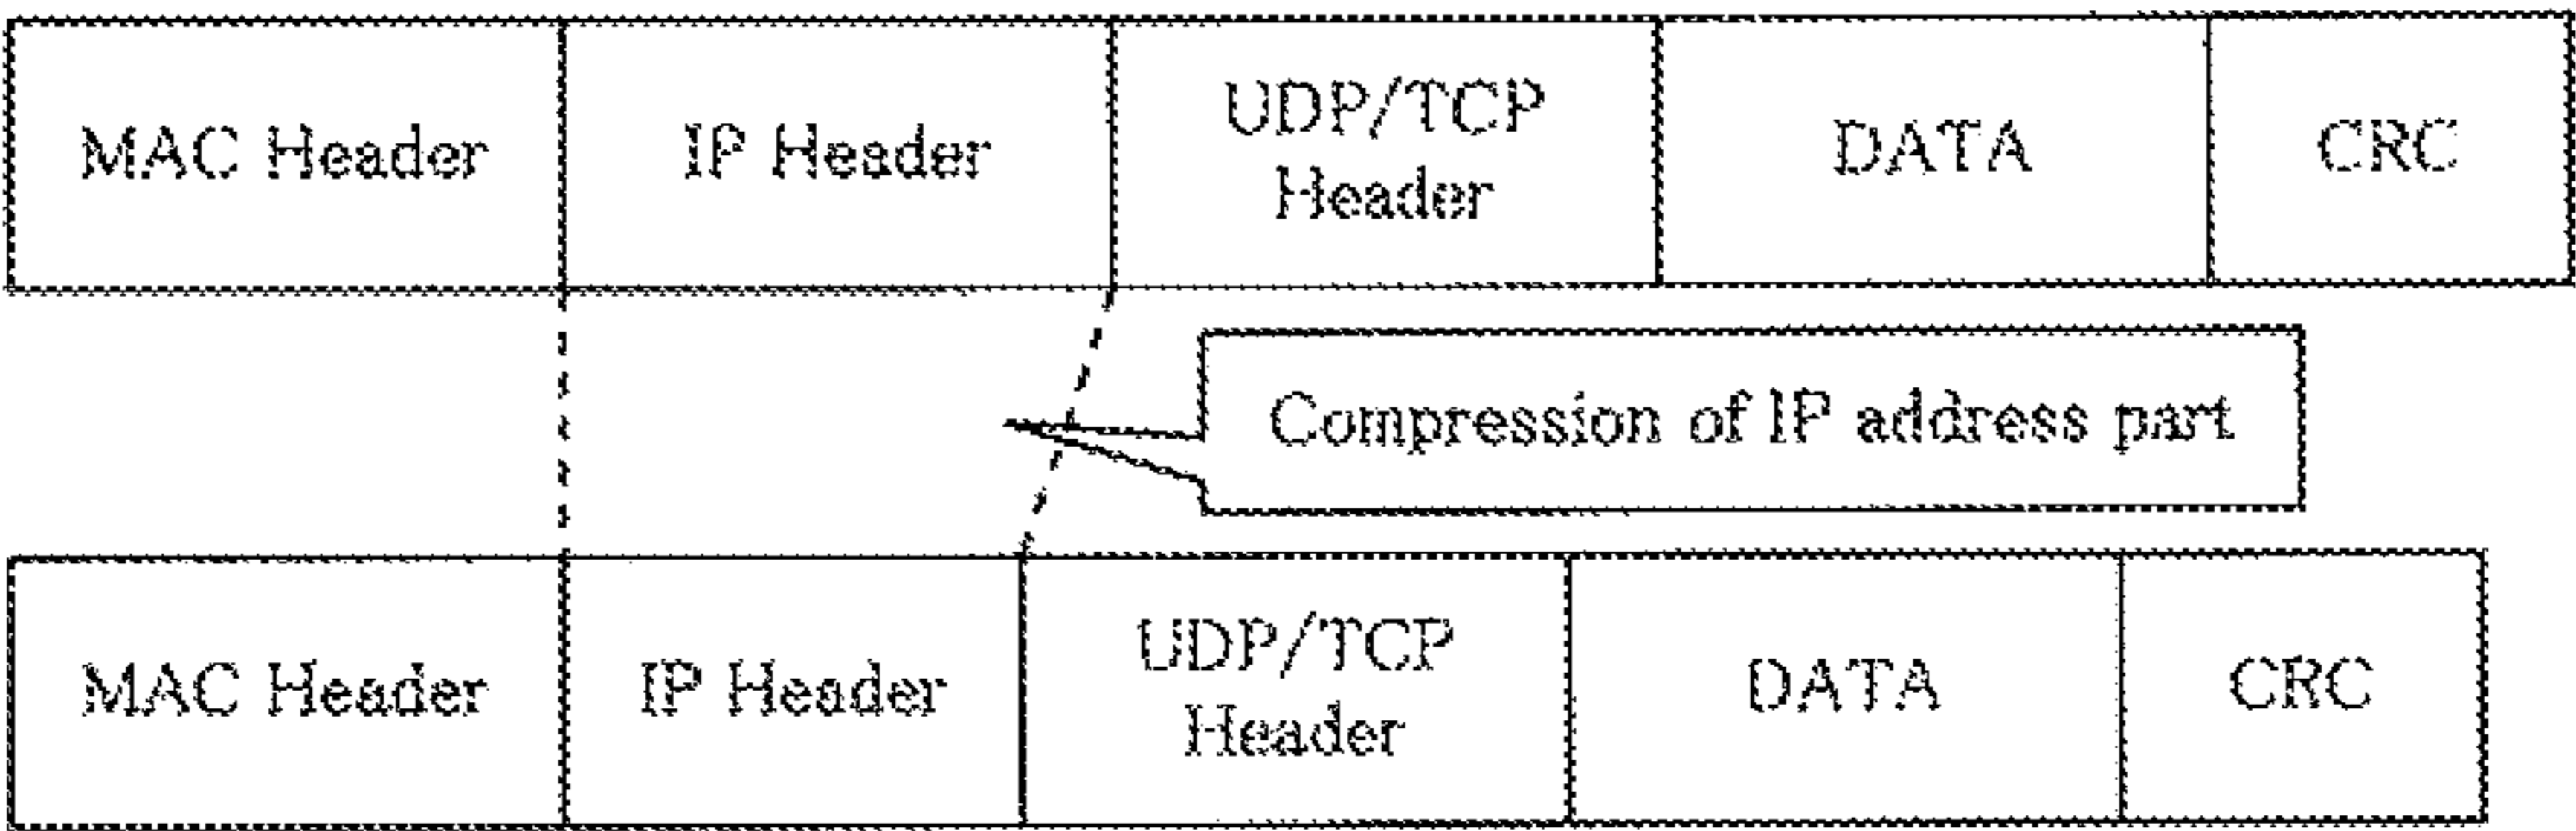 MAC Header
IP Header
UDP/TCP
Header
DATA
CRC
Compression of IP address part
MAC Header
IP Header
UDP/TCP
Header
DATA
CRC